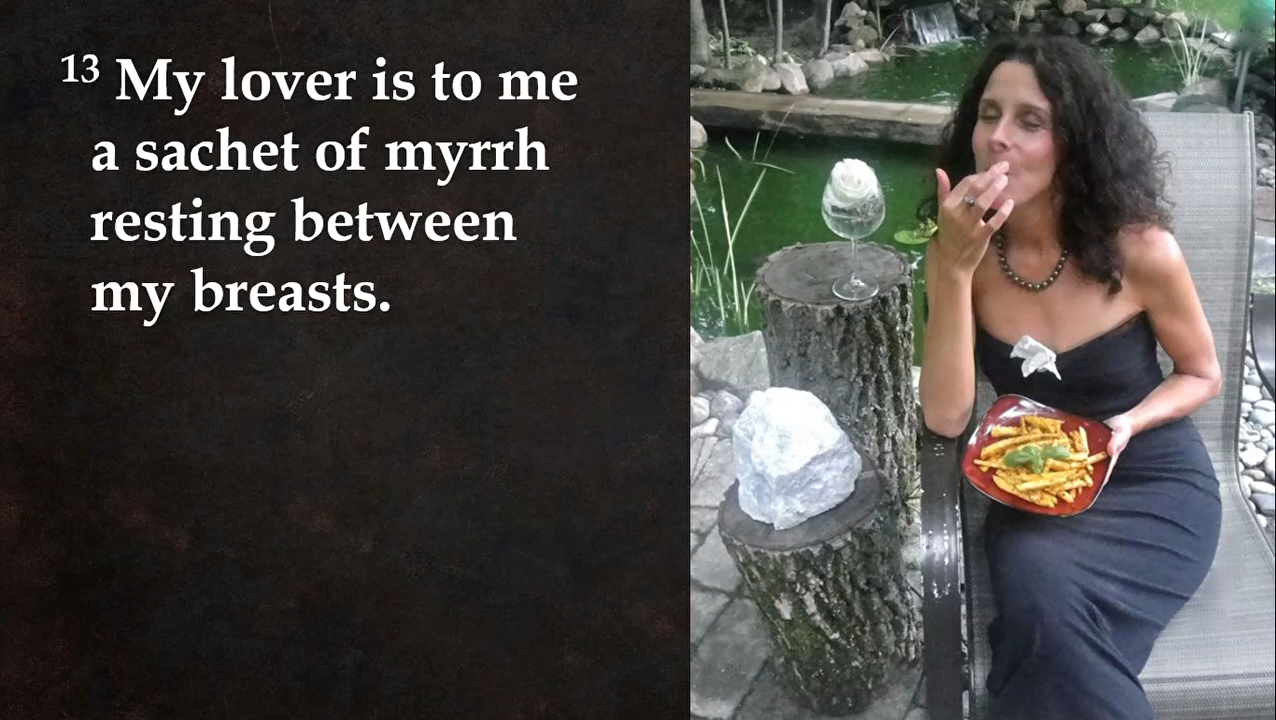 13 My lover is to me
a sachet of myrrh
resting between
my breasts.